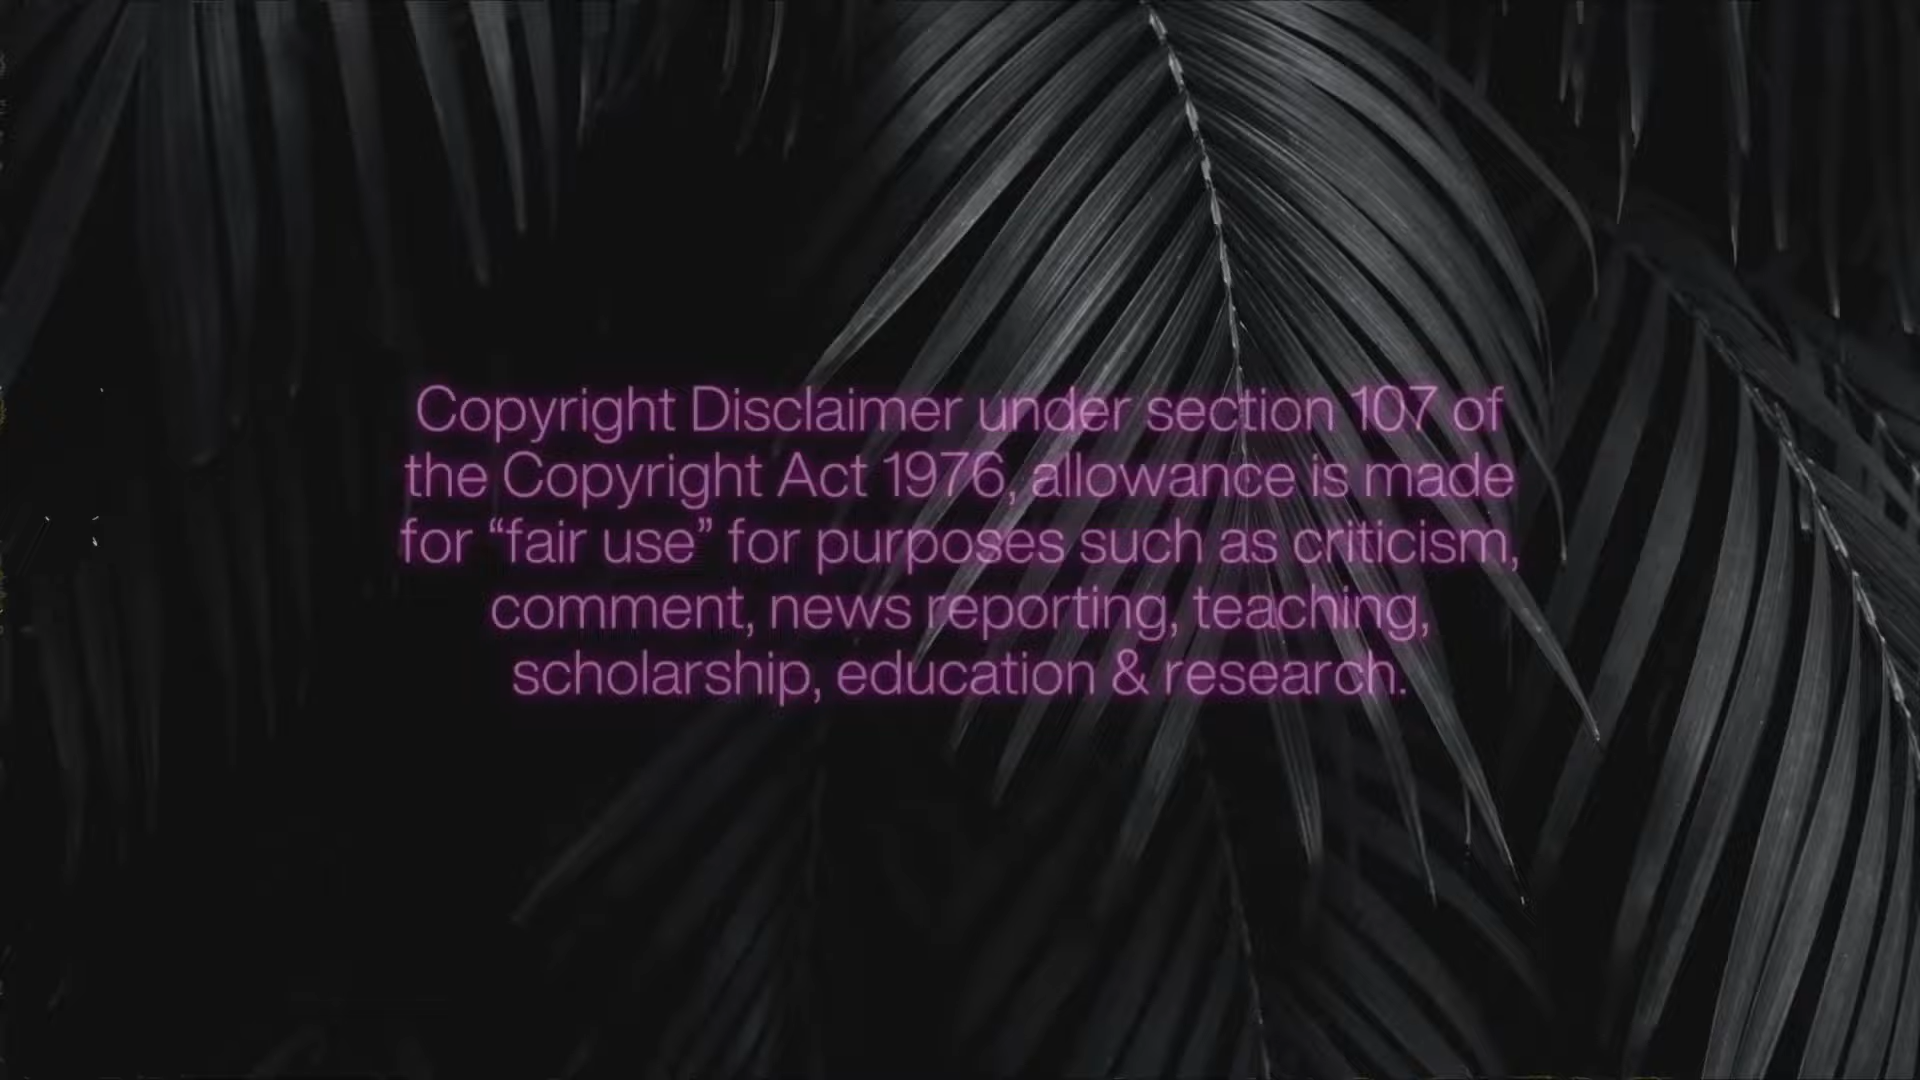 Copyright Disclaimer under section 107 of
the Copyright Act 1976, allowance is made
for “fair use” for purposes such as criticism,
comment, news reporting, teaching,
scholarship, education & research.